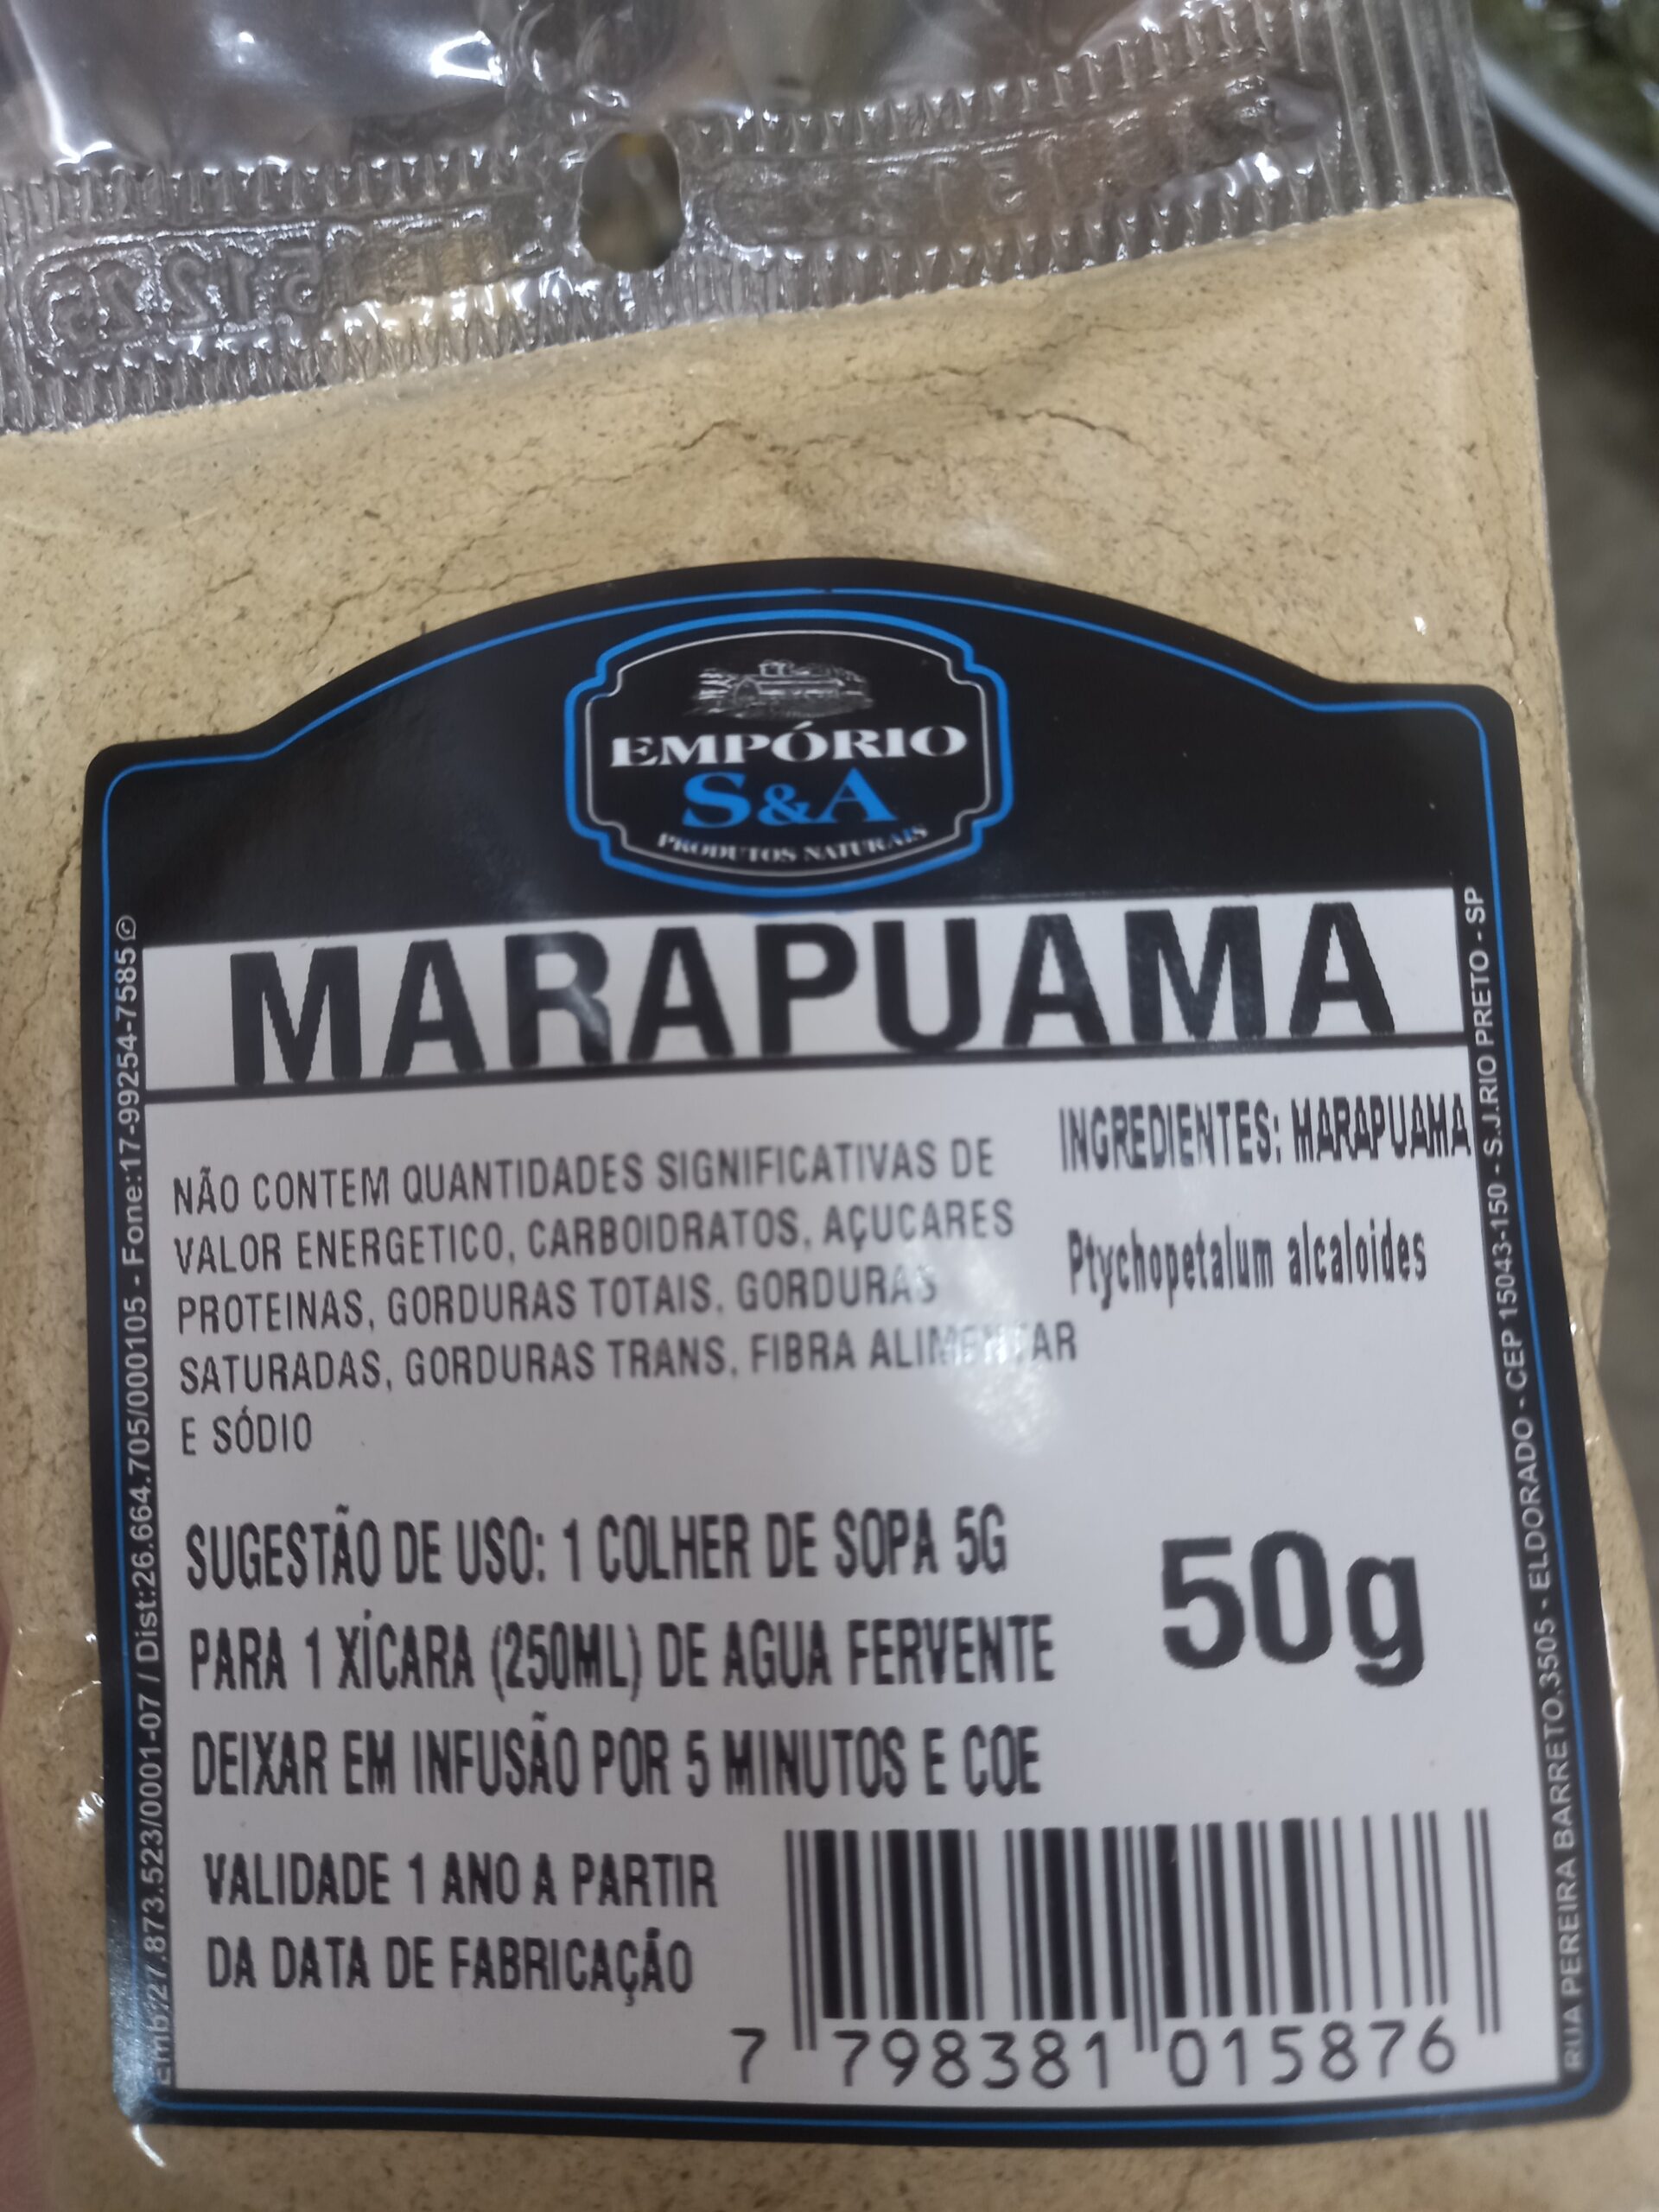 EMPÓRIO
S&A
PRODUTOS NATURAIS
MARAPUAMA
INGREDIENTES: MARAPUAMA
Ptychopetalum alcaloides
NÃO CONTEM QUANTIDADES SIGNIFICATIVAS DE
VALOR ENERGETICO, CARBOIDRATOS, AÇUCARES
PROTEINAS, GORDURAS TOTAIS, GORDURAS
SATURADAS, GORDURAS TRANS, FIBRA ALIMENTAR
E SÓDIO
SUGESTÃO DE USO: 1 COLHER DE SOPA 5G
PARA 1 XÍCARA (250ML) DE AGUA FERVENTE
DEIXAR EM INFUSÃO POR 5 MINUTOS E COE
50g
VALIDADE 1 ANO A PARTIR
DA DATA DE FABRICAÇÃO
7 798381 015876
Emb:27.873.523/0001-07 / Dist:26.664.705/000105 - Fone:17-99254-7585©
RUA PEREIRA BARRETO.3505 - ELDORADO - CEP 15043-150 - S.J.RIO PRETO - SP